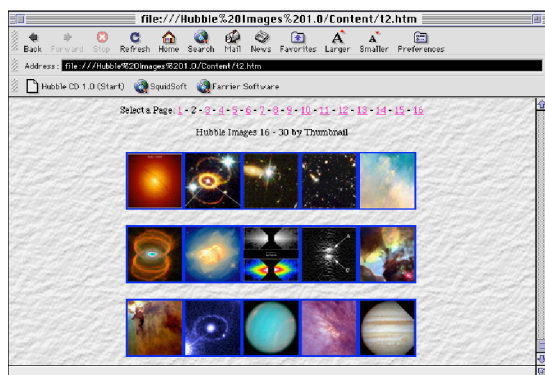 file:///Hubble%20Images%201.0/Content/t2.htm
Back Forward Stop Refresh Home Search Mail News Favorites Larger Smaller Preferences
Address: file:///Hubble%20Images%201.0/Content/t2.htm
Hubble CD 1.0 (Start) SquidSoft Farrier Software
Select a Page: 1 - 2 - 3 - 4 - 5 - 6 - 7 - 8 - 9 - 10 - 11 - 12 - 13 - 14 - 15 - 16
Hubble Images 16 - 30 by Thumbnail